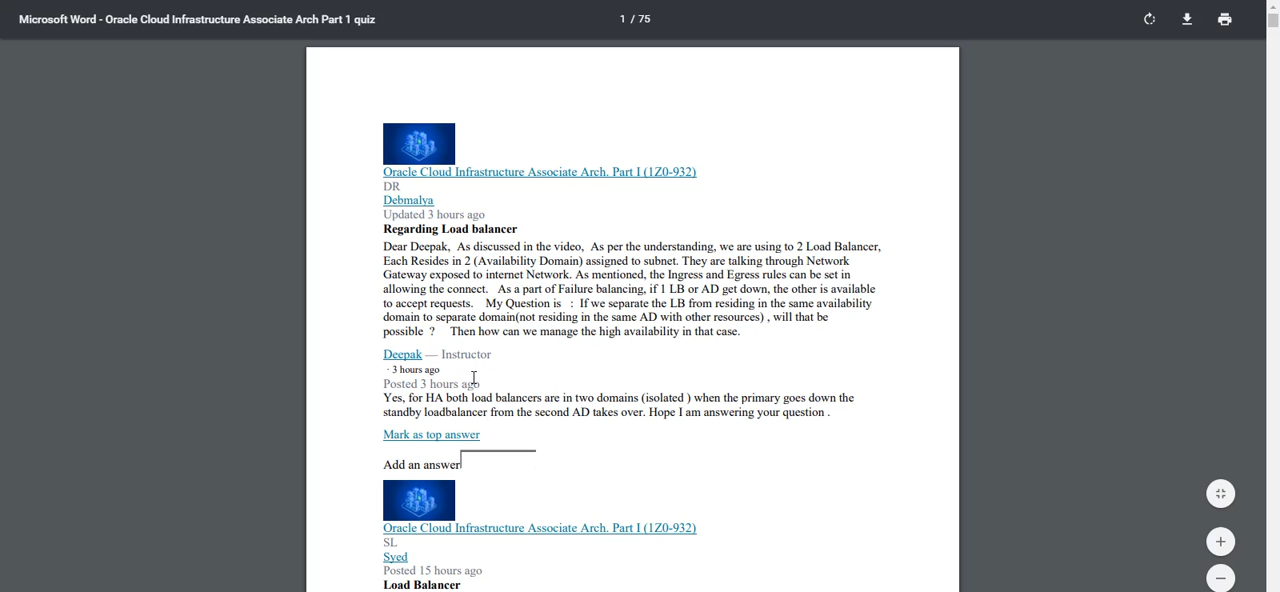 Microsoft Word - Oracle Cloud Infrastructure Associate Arch Part 1 quiz
1 / 75
Oracle Cloud Infrastructure Associate Arch. Part I (1Z0-932)
DR
Debmalya
Updated 3 hours ago
Regarding Load balancer
Dear Deepak,  As discussed in the video,  As per the understanding, we are using to 2 Load Balancer,
Each Resides in 2 (Availability Domain) assigned to subnet. They are talking through Network
Gateway exposed to internet Network. As mentioned, the Ingress and Egress rules can be set in
allowing the connect.   As a part of Failure balancing, if 1 LB or AD get down, the other is available
to accept requests.    My Question is   :  If we separate the LB from residing in the same availability
domain to separate domain(not residing in the same AD with other resources) , will that be
possible  ?     Then how can we manage the high availability in that case.
Deepak — Instructor
· 3 hours ago
Posted 3 hours ago
Yes, for HA both load balancers are in two domains (isolated ) when the primary goes down the
standby loadbalancer from the second AD takes over. Hope I am answering your question .
Mark as top answer
Add an answer
Oracle Cloud Infrastructure Associate Arch. Part I (1Z0-932)
SL
Syed
Posted 15 hours ago
Load Balancer